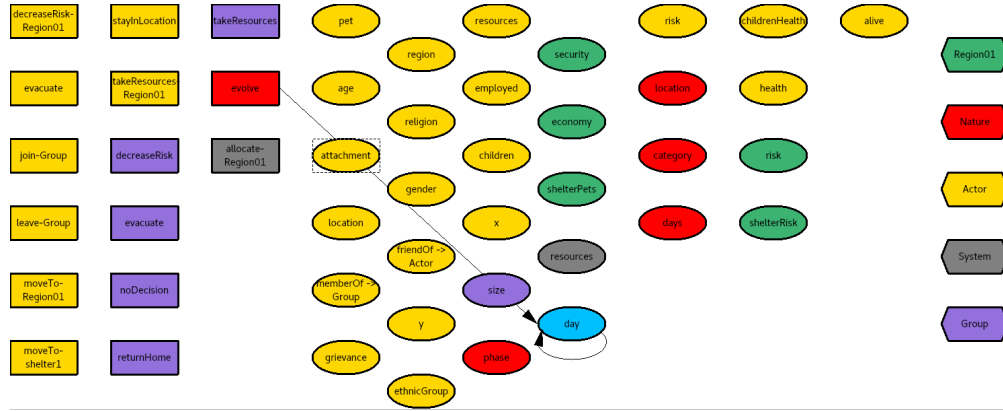 decreaseRisk-
Region01
stayInLocation
takeResources
pet
resources
risk
childrenHealth
alive
region
security
Region01
evacuate
takeResources-
Region01
evolve
age
employed
location
health
Nature
religion
economy
join-Group
decreaseRisk
allocate-
Region01
attachment
children
category
risk
Actor
gender
shelterPets
leave-Group
evacuate
location
x
days
shelterRisk
System
friendOf ->
Actor
resources
moveTo-
Region01
noDecision
memberOf ->
Group
size
Group
y
day
moveTo-
shelter1
returnHome
grievance
phase
ethnicGroup